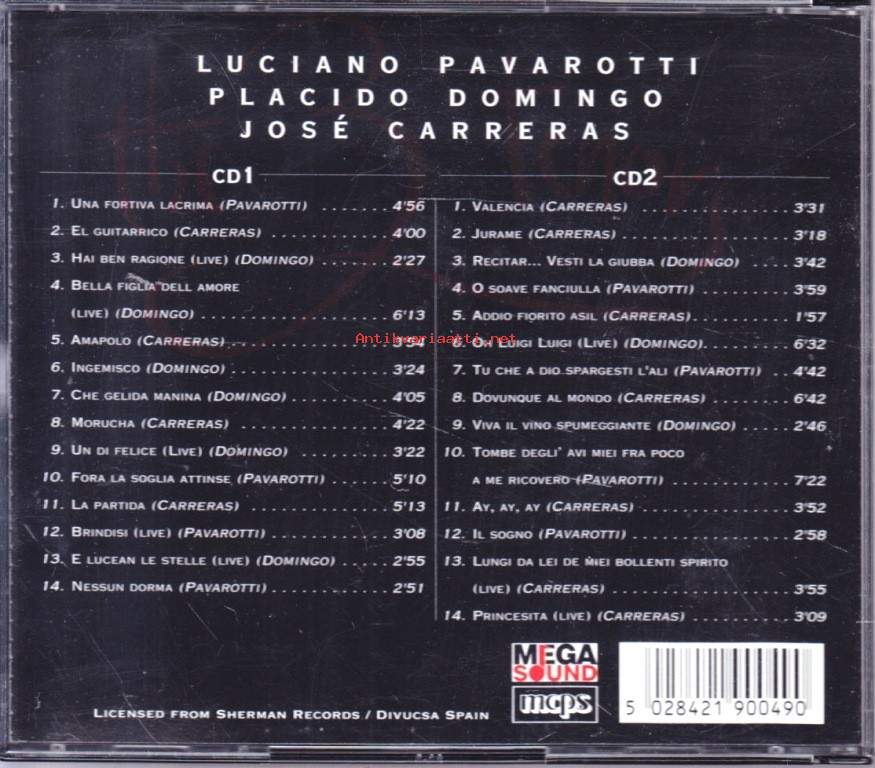 LUCIANO PAVAROTTI
PLACIDO DOMINGO
JOSÉ CARRERAS
CD1
1. UNA FORTIVA LACRIMA (PAVAROTTI) ....... 4'56
2. EL GUITARRICO (CARRERAS) ............ 4'00
3. HAI BEN RAGIONE (LIVE) (DOMINGO) ...... 2'27
4. BELLA FIGLIA DELL AMORE
(LIVE) (DOMINGO) .................... 6'13
5. AMAPOLO (CARRERAS) ................
6. INGEMISCO (DOMINGO) ................ 3'24
7. CHE GELIDA MANINA (DOMINGO) ......... 4'05
8. MORUCHA (CARRERAS) ................ 4'22
9. UN DI FELICE (LIVE) (DOMINGO) ......... 3'22
10. FORA LA SOGLIA ATTINSE (PAVAROTTI) ..... 5'10
11. LA PARTIDA (CARRERAS) ............... 5'13
12. BRINDISI (LIVE) (PAVAROTTI) ............ 3'08
13. E LUCEAN LE STELLE (LIVE) (DOMINGO) ..... 2'55
14. NESSUN DORMA (PAVAROTTI) ............ 2'51
CD2
1. VALENCIA (CARRERAS) ............... 3'31
2. JURAME (CARRERAS) ................ 3'18
3. RECITAR... VESTI LA GIUBBA (DOMINGO) .... 3'42
4. O SOAVE FANCIULLA (PAVAROTTI) ........ 3'59
5. ADDIO FIORITO ASIL (CARRERAS) ......... 1'57
6. OH LUIGI LUIGI (LIVE) (DOMINGO) ........ 6'32
7. TU CHE A DIO SPARGESTI L'ALI (PAVAROTTI) .. 4'42
8. DOVUNQUE AL MONDO (CARRERAS) ........ 6'42
9. VIVA IL VINO SPUMEGGIANTE (DOMINGO) ..... 2'46
10. TOMBE DEGL' AVI MIEI FRA POCO
A ME RICOVERO (PAVAROTTI) ............ 7'22
11. AY, AY, AY (CARRERAS) ............... 3'52
12. IL SOGNO (PAVAROTTI) ................ 2'58
13. LUNGI DA LEI DE MIEI BOLLENTI SPIRITO
(LIVE) (CARRERAS) .................. 3'55
14. PRINCESITA (LIVE) (CARRERAS) .......... 3'09
Antikvariaatti.net
MEGA
SOUND
mcps
LICENSED FROM SHERMAN RECORDS / DIVUCSA SPAIN
5 028421 900490